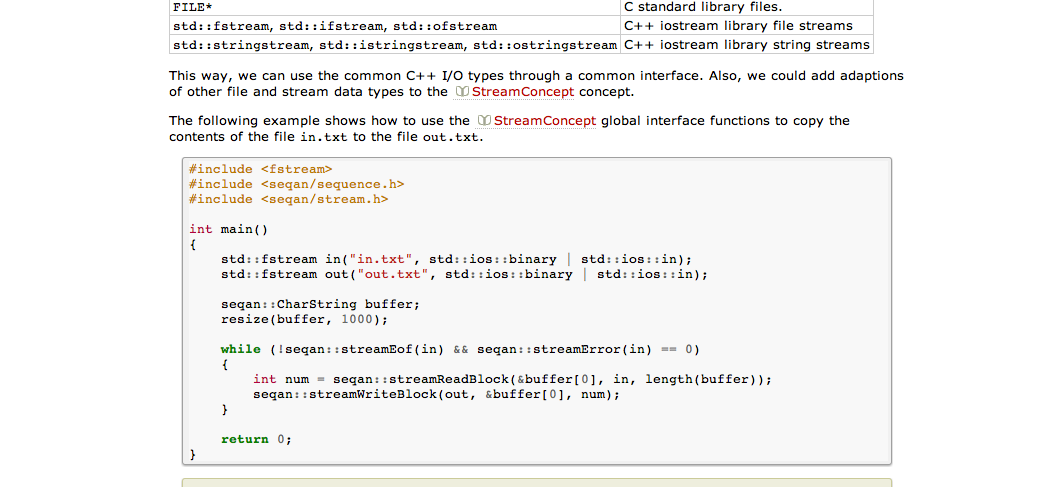 FILE* C standard library files.
std::fstream, std::ifstream, std::ofstream C++ iostream library file streams
std::stringstream, std::istringstream, std::ostringstream C++ iostream library string streams
This way, we can use the common C++ I/O types through a common interface. Also, we could add adaptions
of other file and stream data types to the StreamConcept concept.
The following example shows how to use the StreamConcept global interface functions to copy the
contents of the file in.txt to the file out.txt.
#include <fstream>
#include <seqan/sequence.h>
#include <seqan/stream.h>
int main()
{
    std::fstream in("in.txt", std::ios::binary | std::ios::in);
    std::fstream out("out.txt", std::ios::binary | std::ios::in);
    seqan::CharString buffer;
    resize(buffer, 1000);
    while (!seqan::streamEof(in) && seqan::streamError(in) == 0)
    {
        int num = seqan::streamReadBlock(&buffer[0], in, length(buffer));
        seqan::streamWriteBlock(out, &buffer[0], num);
    }
    return 0;
}